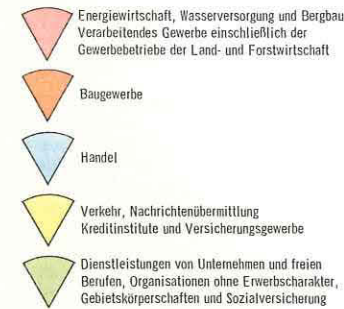 Energiewirtschaft, Wasserversorgung und Bergbau
Verarbeitendes Gewerbe einschließlich der
Gewerbebetriebe der Land- und Forstwirtschaft
Baugewerbe
Handel
Verkehr, Nachrichtenübermittlung
Kreditinstitute und Versicherungsgewerbe
Dienstleistungen von Unternehmen und freien
Berufen, Organisationen ohne Erwerbscharakter,
Gebietskörperschaften und Sozialversicherung